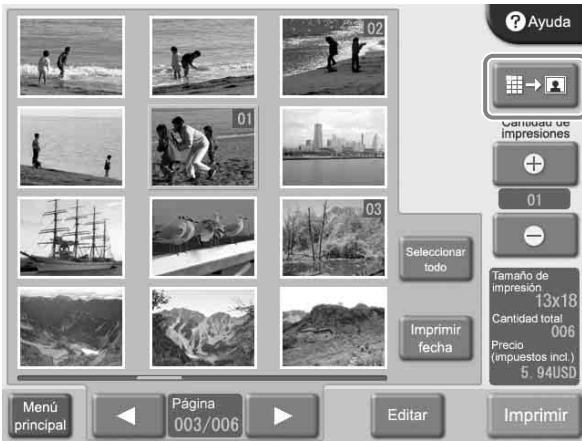 02
01
03
? Ayuda
Cantidad de
impresiones
01
Seleccionar
todo
Imprimir
fecha
Tamaño de
impresión
13x18
Cantidad total
006
Precio
(impuestos incl.)
5. 94USD
Menú
principal
Página
003/006
Editar
Imprimir